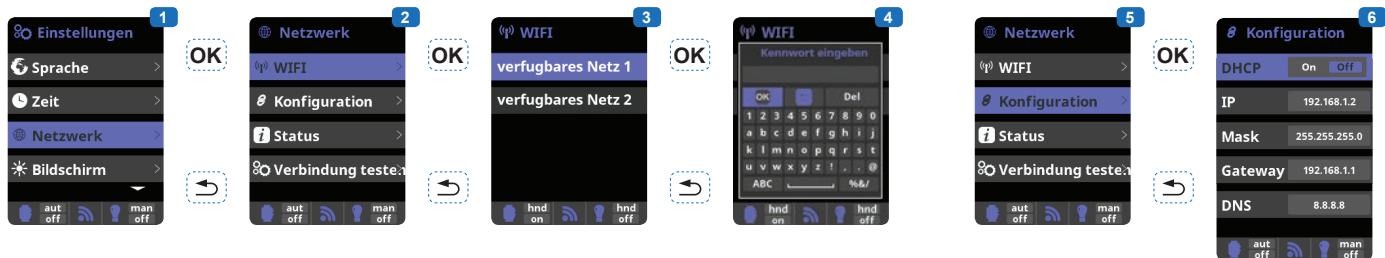 1
Einstellungen
Sprache
Zeit
Netzwerk
Bildschirm
aut off
man off
OK
2
Netzwerk
WIFI
Konfiguration
Status
Verbindung testen
aut off
man off
OK
3
WIFI
verfugbares Netz 1
verfugbares Netz 2
hnd on
hnd off
OK
4
WIFI
Kennwort eingeben
OK
Del
1 2 3 4 5 6 7 8 9 0
a b c d e f g h i j
k l m n o p q r s t
u v w x y z ! , . @
ABC
%&/
hnd on
hnd off
5
Netzwerk
WIFI
Konfiguration
Status
Verbindung testen
aut off
man off
OK
6
Konfiguration
DHCP On Off
IP 192.168.1.2
Mask 255.255.255.0
Gateway 192.168.1.1
DNS 8.8.8.8
aut off
man off